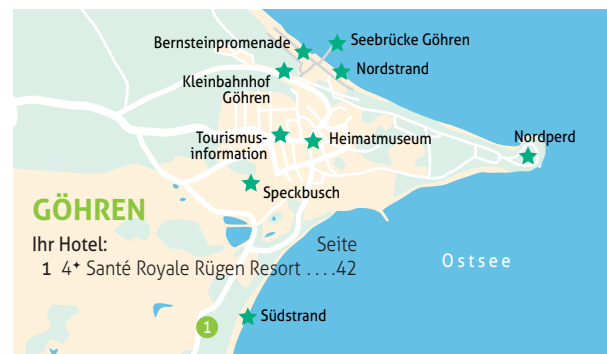 Bernsteinpromenade
Seebrücke Göhren
Kleinbahnhof
Göhren
Nordstrand
Tourismus-
information
Heimatmuseum
Nordperd
Speckbusch
GÖHREN
Ihr Hotel: Seite
1 4+ Santé Royale Rügen Resort ....42
Ostsee
1
Südstrand